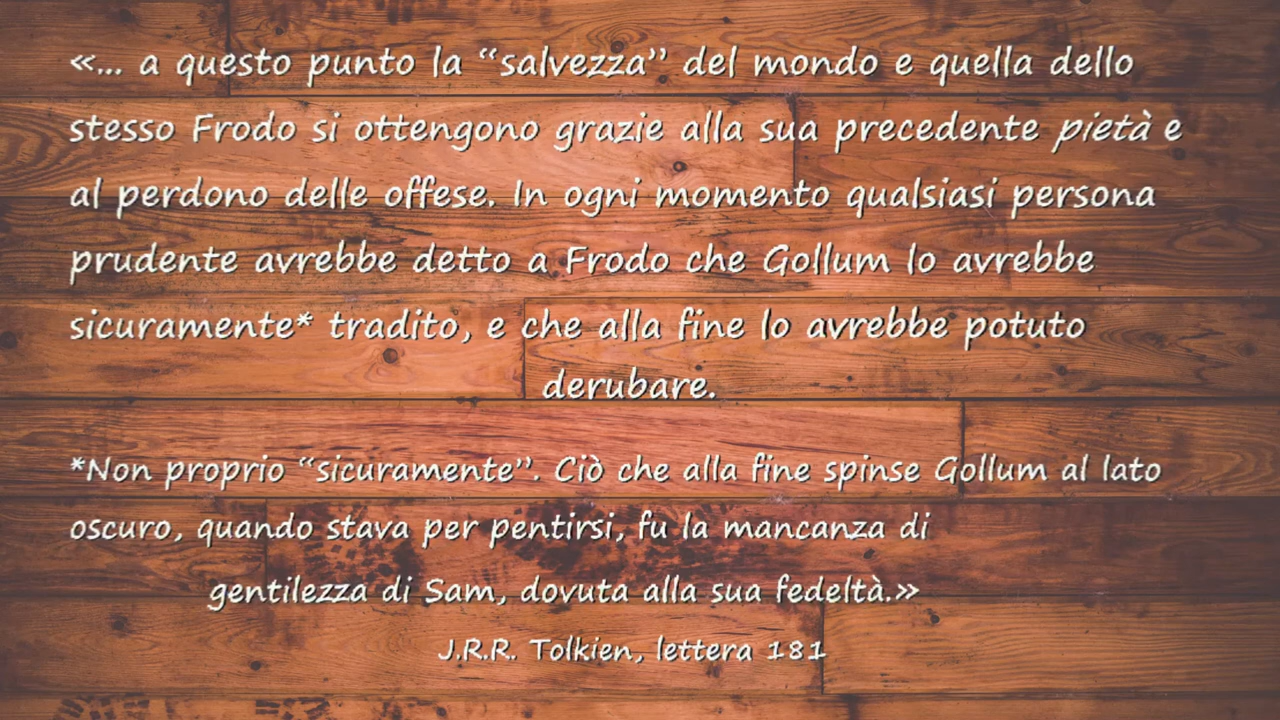 «... a questo punto la “salvezza” del mondo e quella dello
stesso Frodo si ottengono grazie alla sua precedente pietà e
al perdono delle offese. In ogni momento qualsiasi persona
prudente avrebbe detto a Frodo che Gollum lo avrebbe
sicuramente* tradito, e che alla fine lo avrebbe potuto
derubare.
*Non proprio “sicuramente”. Ciò che alla fine spinse Gollum al lato
oscuro, quando stava per pentirsi, fu la mancanza di
gentilezza di Sam, dovuta alla sua fedeltà.»
J.R.R. Tolkien, lettera 181